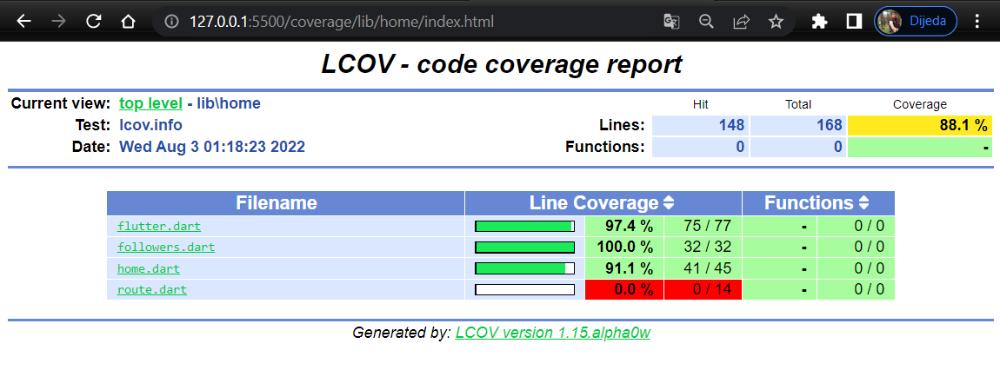 127.0.0.1:5500/coverage/lib/home/index.html
Dijeda
LCOV - code coverage report
Current view: top level - lib\home
Hit Total Coverage
Test: lcov.info
Lines: 148 168 88.1 %
Date: Wed Aug 3 01:18:23 2022
Functions: 0 0 -
Filename Line Coverage Functions
flutter.dart 97.4 % 75 / 77 - 0 / 0
followers.dart 100.0 % 32 / 32 - 0 / 0
home.dart 91.1 % 41 / 45 - 0 / 0
route.dart 0.0 % 0 / 14 - 0 / 0
Generated by: LCOV version 1.15.alpha0w